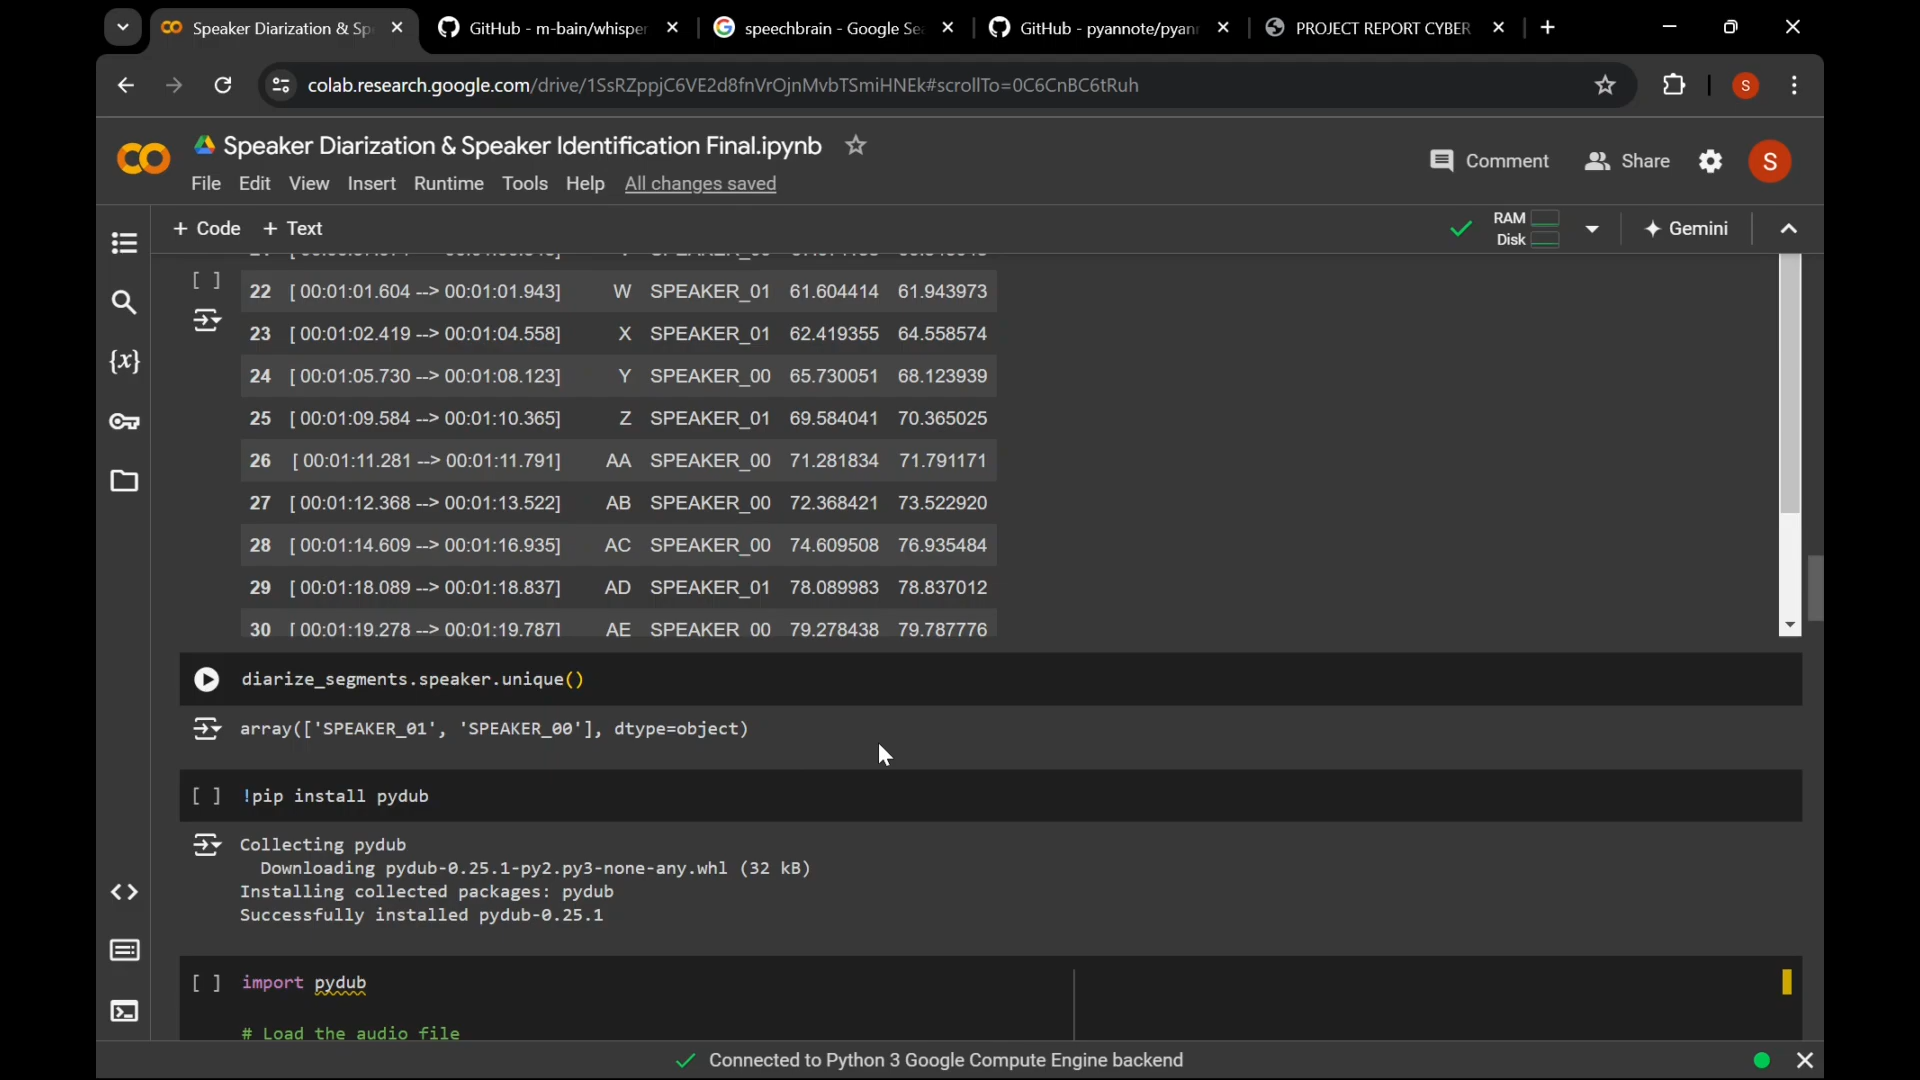 Speaker Diarization & Sp
GitHub - m-bain/whisper
speechbrain - Google Se
GitHub - pyannote/pyann
PROJECT REPORT CYBER
colab.research.google.com/drive/1SsRZppjC6VE2d8fnVrOjnMvbTSmiHNEk#scrollTo=0C6CnBC6tRuh
S
CO
Speaker Diarization & Speaker Identification Final.ipynb
Comment
Share
S
File Edit View Insert Runtime Tools Help All changes saved
+ Code + Text
RAM
Disk
Gemini
[ ]
22 [ 00:01:01.604 --> 00:01:01.943] W SPEAKER_01 61.604414 61.943973
23 [ 00:01:02.419 --> 00:01:04.558] X SPEAKER_01 62.419355 64.558574
24 [ 00:01:05.730 --> 00:01:08.123] Y SPEAKER_00 65.730051 68.123939
25 [ 00:01:09.584 --> 00:01:10.365] Z SPEAKER_01 69.584041 70.365025
26 [ 00:01:11.281 --> 00:01:11.791] AA SPEAKER_00 71.281834 71.791171
27 [ 00:01:12.368 --> 00:01:13.522] AB SPEAKER_00 72.368421 73.522920
28 [ 00:01:14.609 --> 00:01:16.935] AC SPEAKER_00 74.609508 76.935484
29 [ 00:01:18.089 --> 00:01:18.837] AD SPEAKER_01 78.089983 78.837012
30 [ 00:01:19.278 --> 00:01:19.787] AE SPEAKER_00 79.278438 79.787776
diarize_segments.speaker.unique()
array(['SPEAKER_01', 'SPEAKER_00'], dtype=object)
[ ] !pip install pydub
Collecting pydub
Downloading pydub-0.25.1-py2.py3-none-any.whl (32 kB)
Installing collected packages: pydub
Successfully installed pydub-0.25.1
[ ] import pydub
# Load the audio file
Connected to Python 3 Google Compute Engine backend